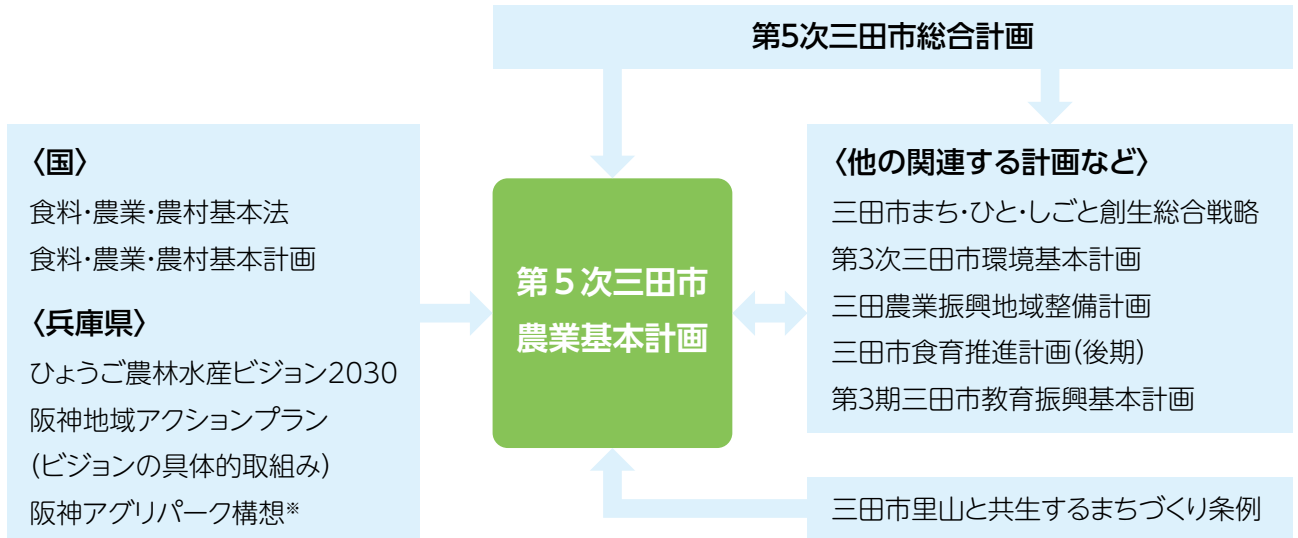 第5次三田市総合計画
〈国〉
食料・農業・農村基本法
食料・農業・農村基本計画
〈兵庫県〉
ひょうご農林水産ビジョン2030
阪神地域アクションプラン
(ビジョンの具体的取組み)
阪神アグリパーク構想※
第5次三田市
農業基本計画
〈他の関連する計画など〉
三田市まち・ひと・しごと創生総合戦略
第3次三田市環境基本計画
三田農業振興地域整備計画
三田市食育推進計画(後期)
第3期三田市教育振興基本計画
三田市里山と共生するまちづくり条例